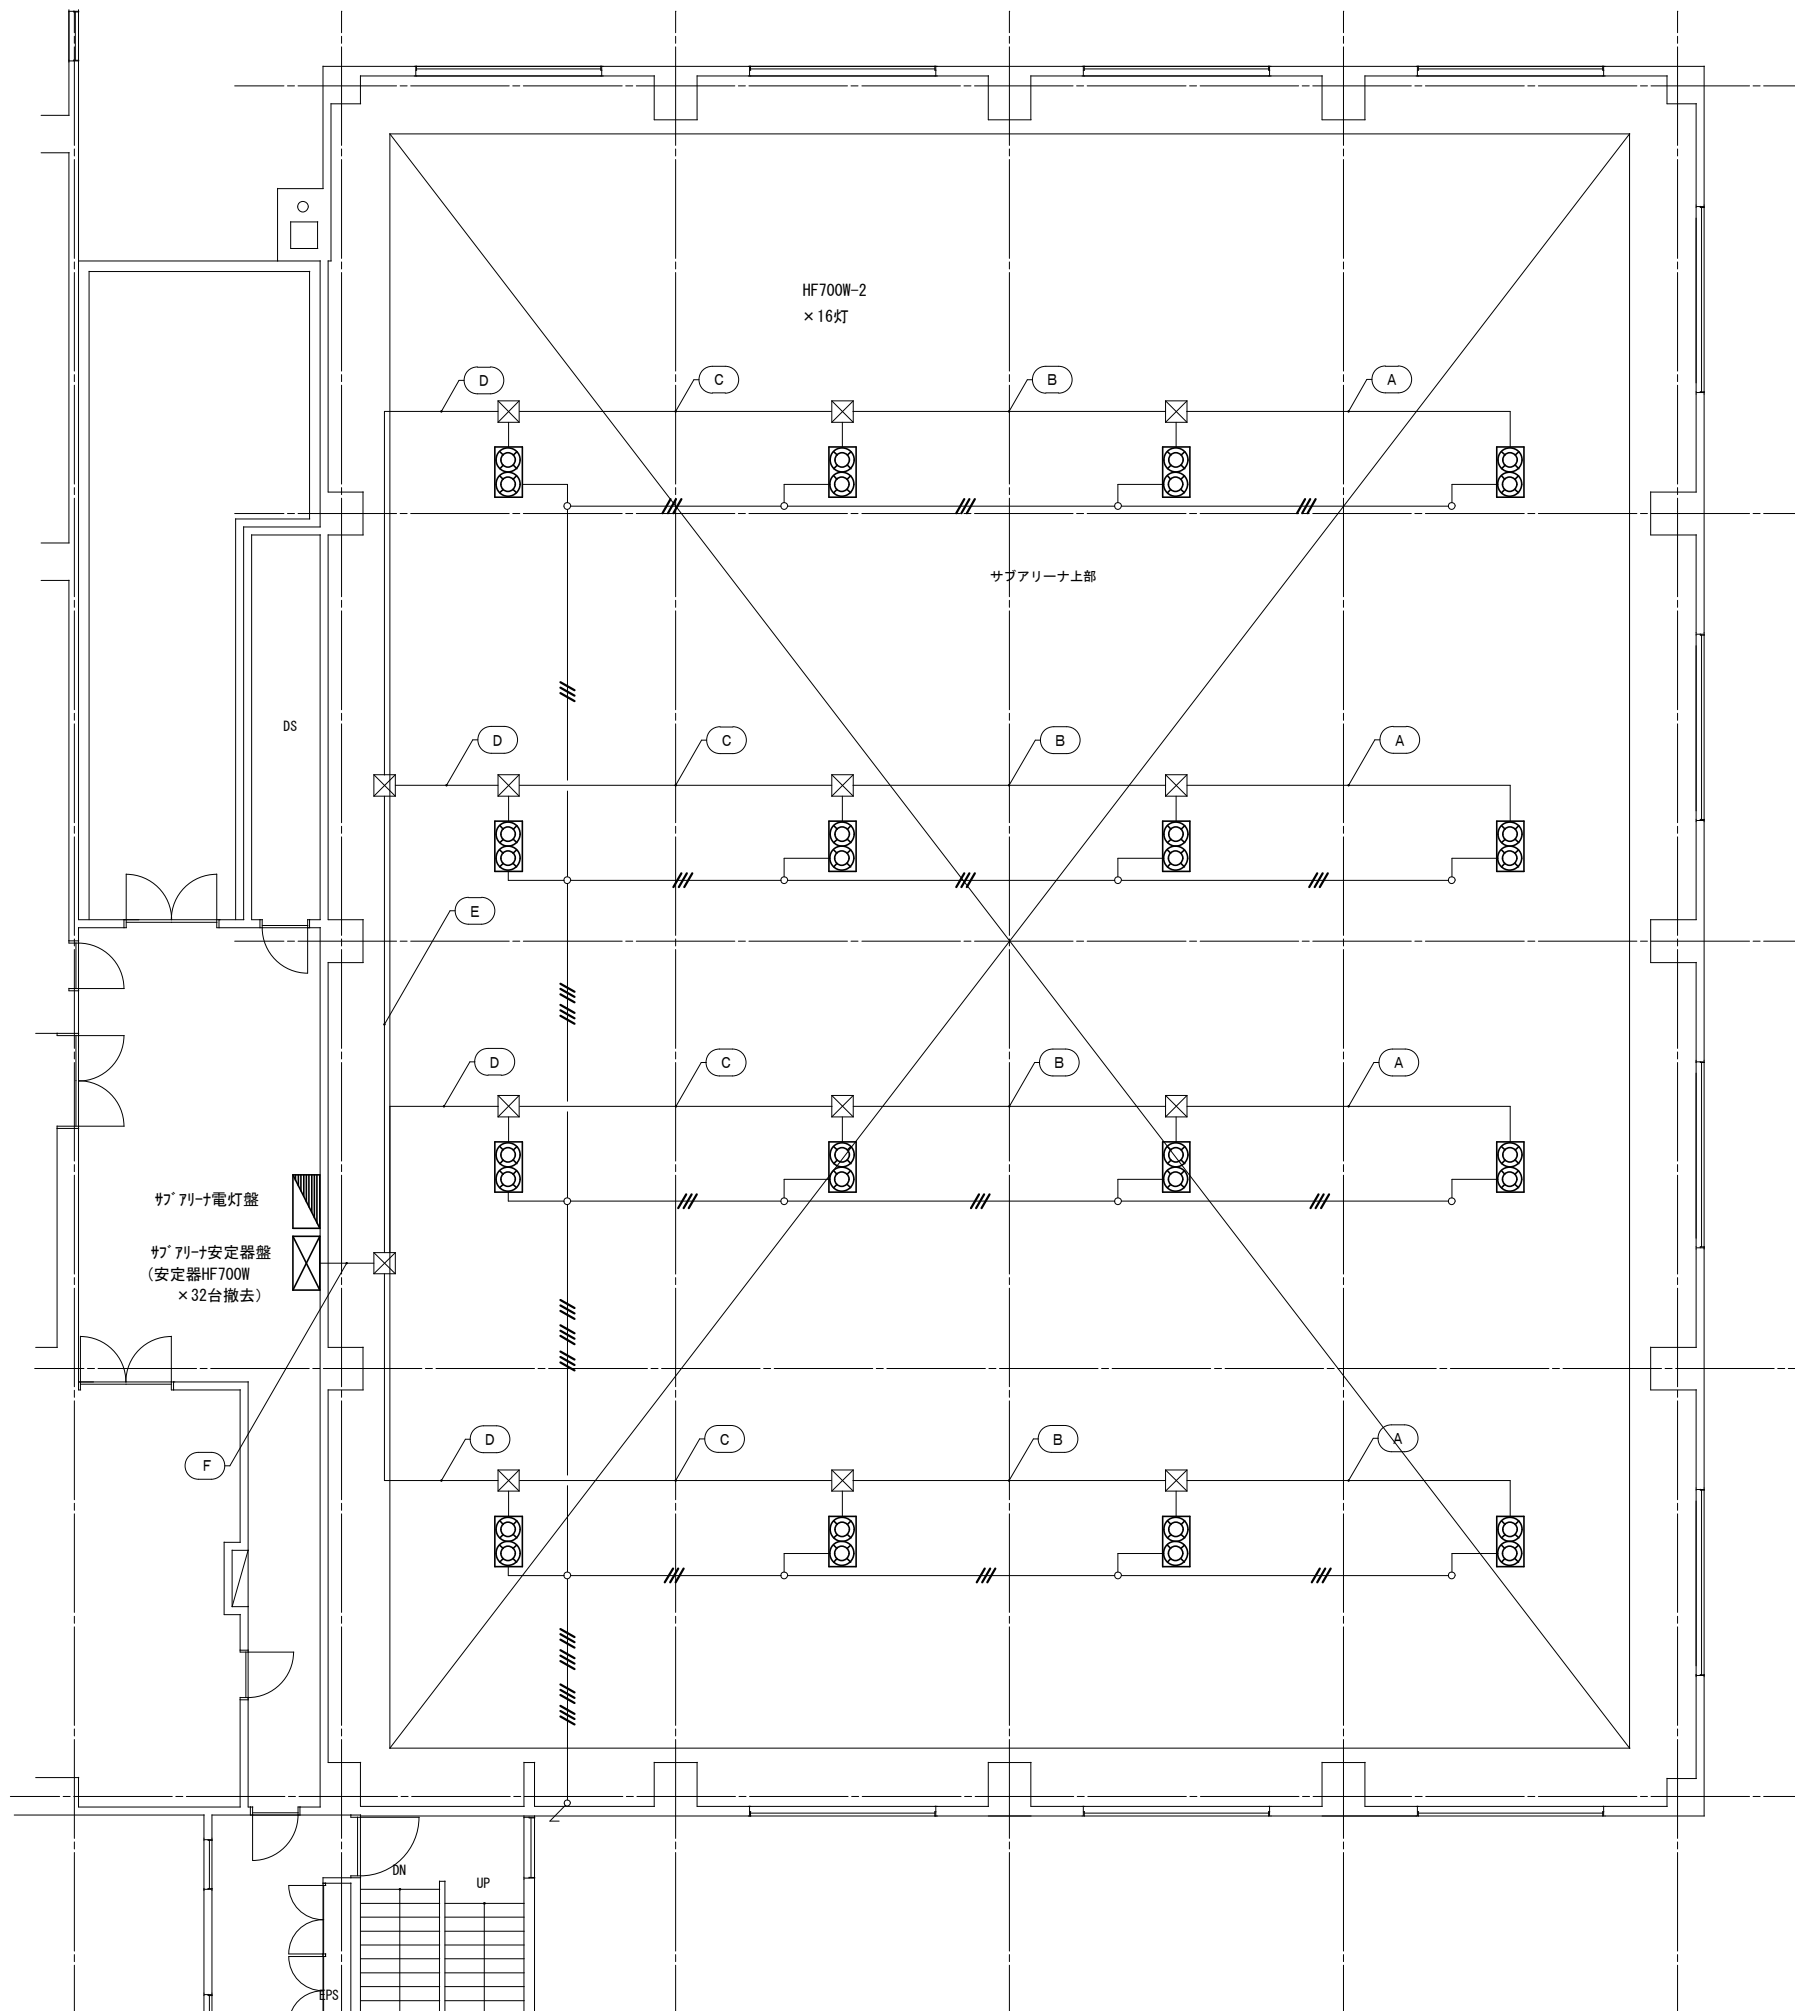 HF700W-2
×16灯
D
C
B
A
サブアリーナ上部
DS
D
C
B
A
E
D
C
B
A
ｻﾌﾞｱﾘｰﾅ電灯盤
ｻﾌﾞｱﾘｰﾅ安定器盤
(安定器HF700W
×32台撤去)
D
C
B
A
F
DN
UP
EPS